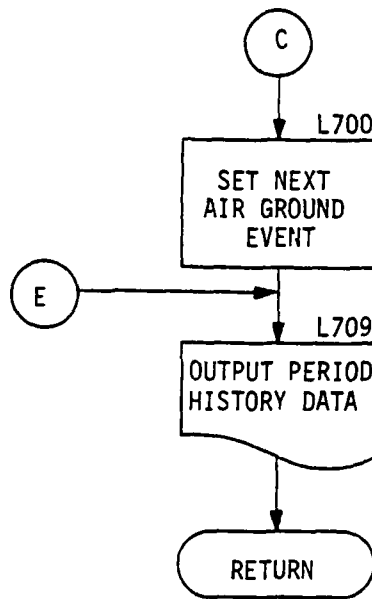 C
L700
SET NEXT
AIR GROUND
EVENT
E
L709
OUTPUT PERIOD
HISTORY DATA
RETURN